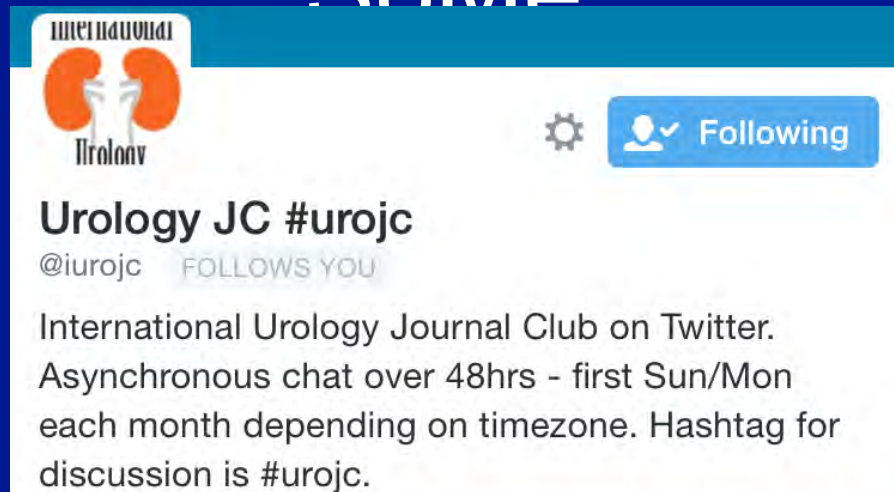 International
Urology
Following
Urology JC #urojc
@iurojc FOLLOWS YOU
International Urology Journal Club on Twitter.
Asynchronous chat over 48hrs - first Sun/Mon
each month depending on timezone. Hashtag for
discussion is #urojc.